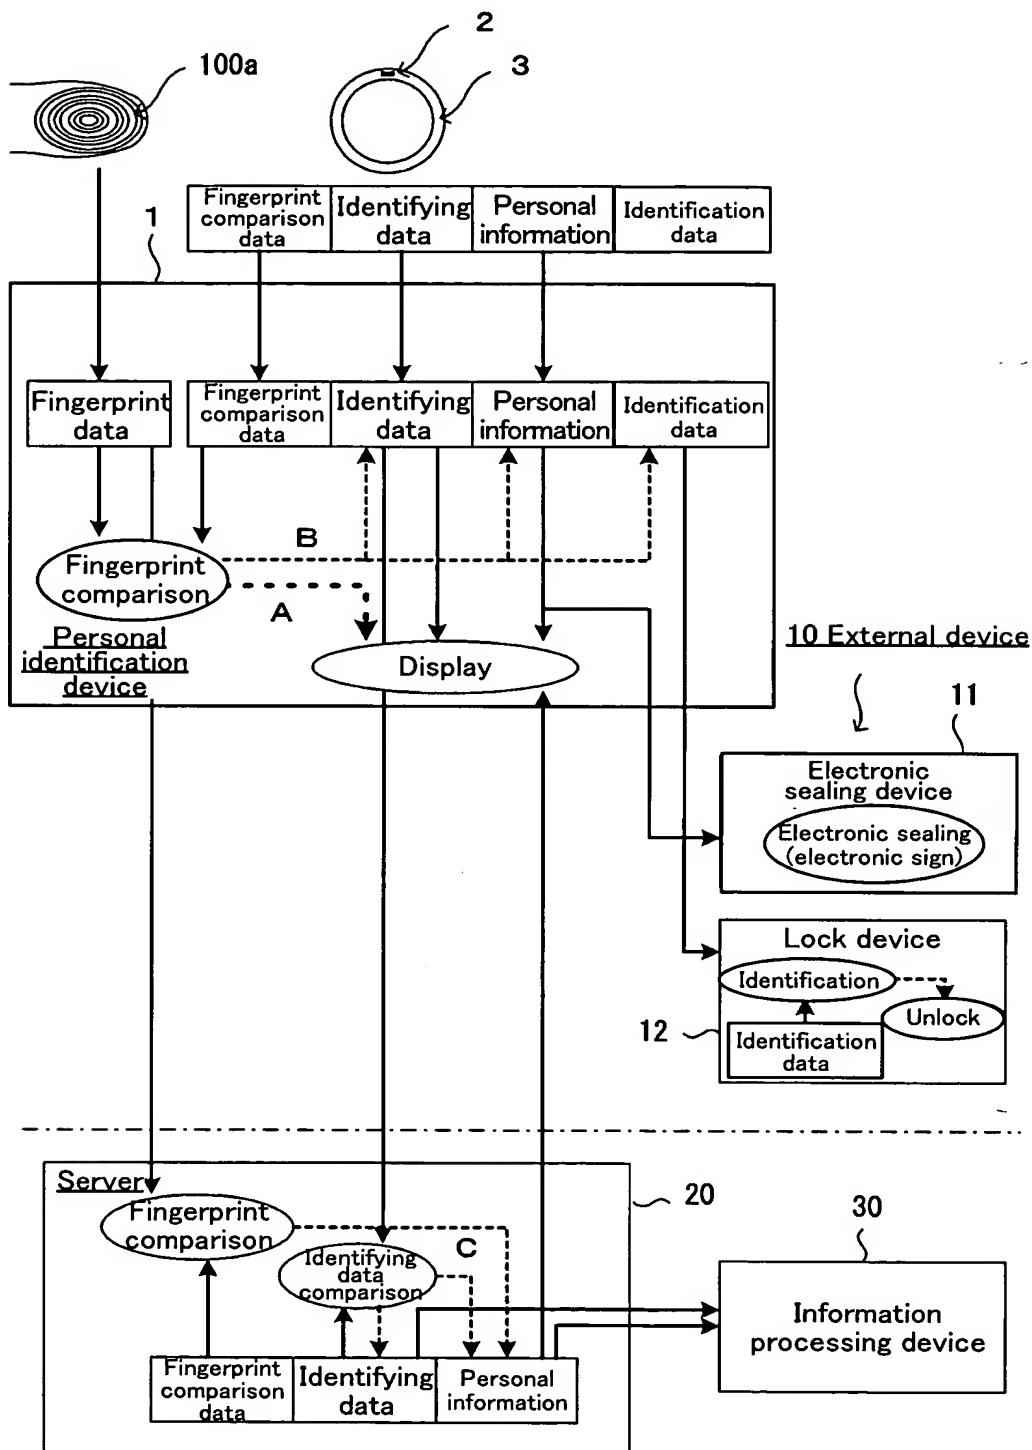 2
3
100a
Fingerprint
comparison
data
Identifying
data
Personal
information
Identification
data
1
Fingerprint
data
Fingerprint
comparison
data
Identifying
data
Personal
information
Identification
data
B
Fingerprint
comparison
A
Personal
identification
device
Display
10 External device
11
Electronic
sealing device
Electronic sealing
(electronic sign)
Lock device
Identification
Unlock
12
Identification
data
Server
20
Fingerprint
comparison
C
Identifying
data
comparison
30
Information
processing device
Fingerprint
comparison
data
Identifying
data
Personal
information